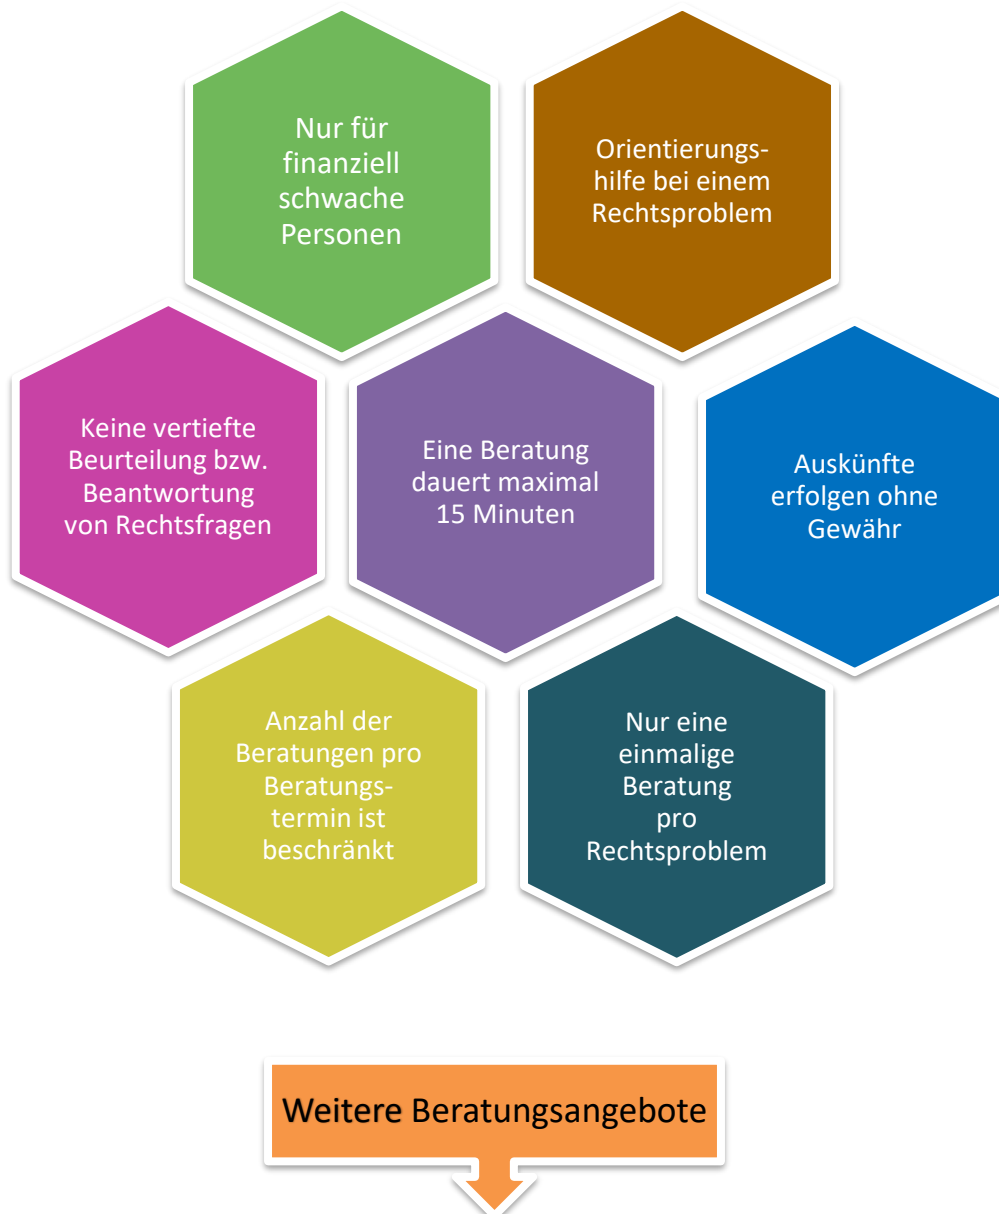 Nur für
finanziell
schwache
Personen
Orientierungs-
hilfe bei einem
Rechtsproblem
Keine vertiefte
Beurteilung bzw.
Beantwortung
von Rechtsfragen
Eine Beratung
dauert maximal
15 Minuten
Auskünfte
erfolgen ohne
Gewähr
Anzahl der
Beratungen pro
Beratungs-
termin ist
beschränkt
Nur eine
einmalige
Beratung
pro
Rechtsproblem
Weitere Beratungsangebote